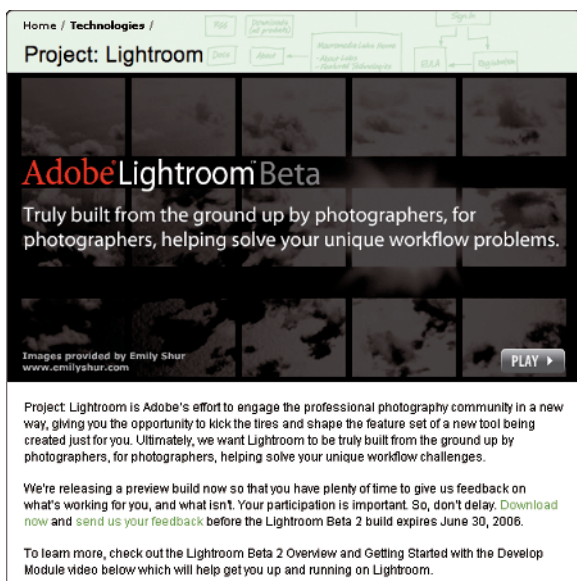 Home / Technologies /
Project: Lightroom
Docs
About
Sign In
EULA
Registration
Adobe® Lightroom™ Beta
Truly built from the ground up by photographers, for
photographers, helping solve your unique workflow problems.
Images provided by Emily Shur
www.emilyshur.com
PLAY
Project: Lightroom is Adobe's effort to engage the professional photography community in a new
way, giving you the opportunity to kick the tires and shape the feature set of a new tool being
created just for you. Ultimately, we want Lightroom to be truly built from the ground up by
photographers, for photographers, helping solve your unique workflow challenges.
We're releasing a preview build now so that you have plenty of time to give us feedback on
what's working for you, and what isn't. Your participation is important. So, don't delay. Download
now and send us your feedback before the Lightroom Beta 2 build expires June 30, 2006.
To learn more, check out the Lightroom Beta 2 Overview and Getting Started with the Develop
Module video below which will help get you up and running on Lightroom.